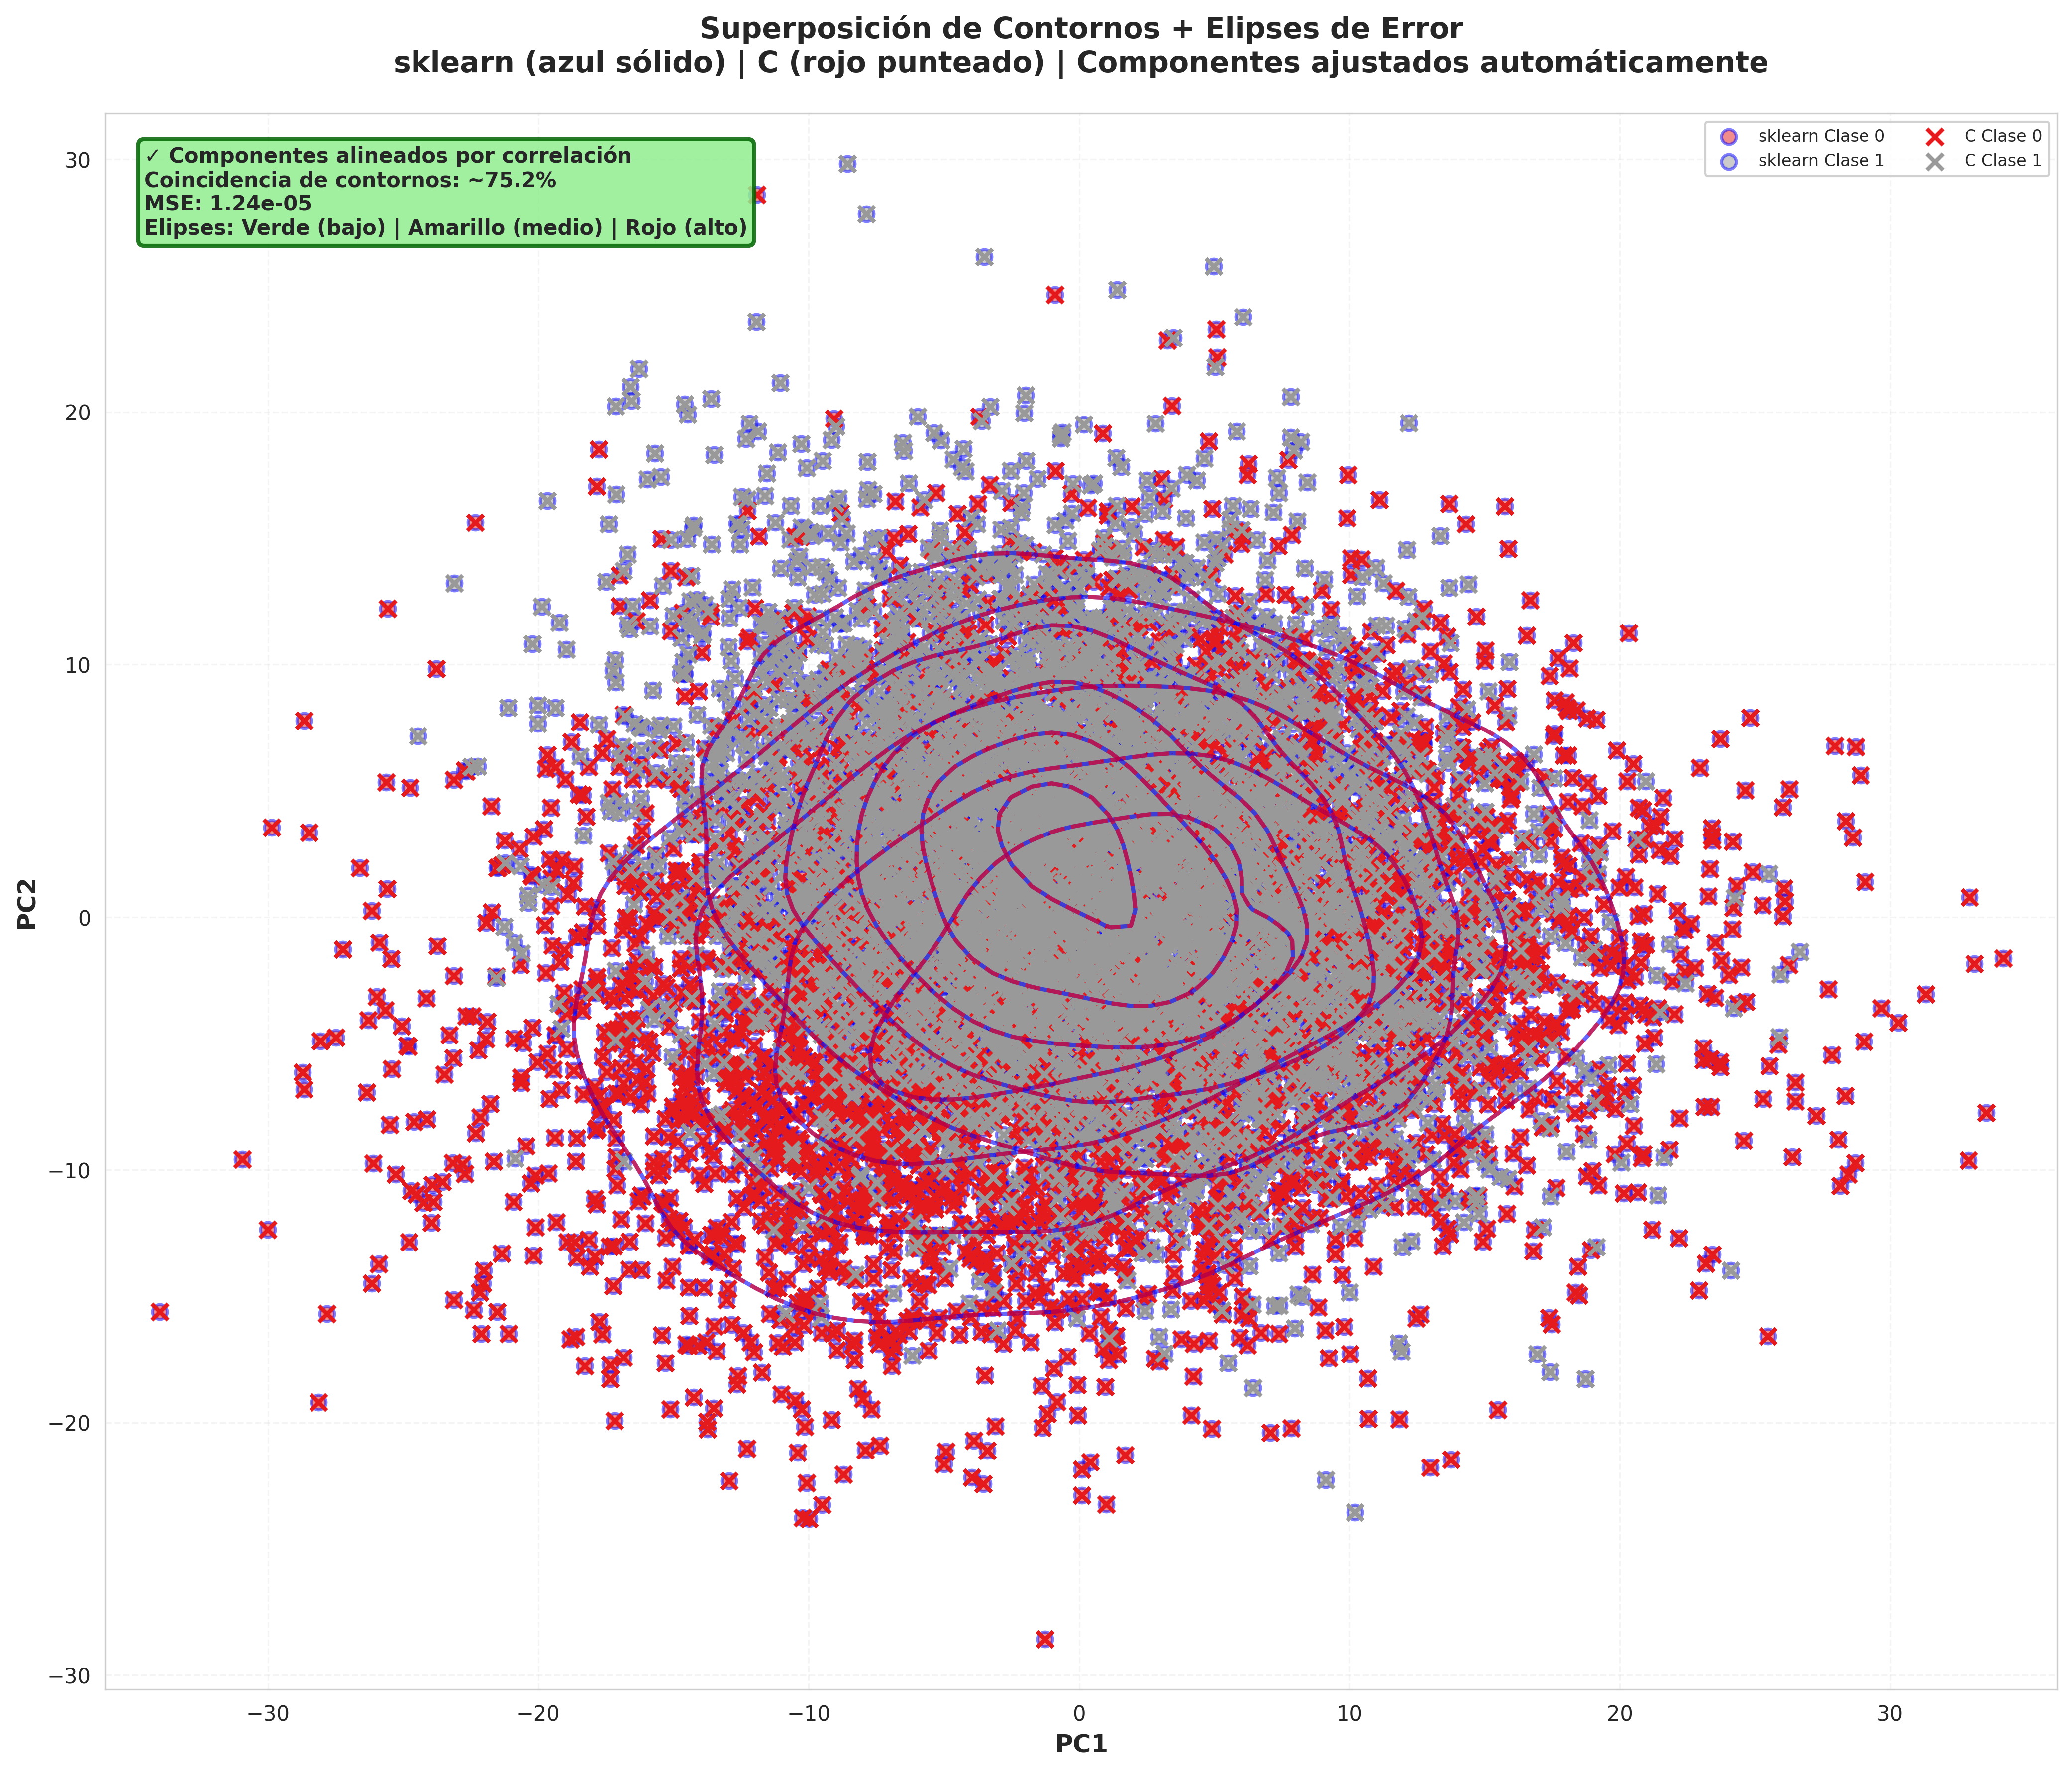 Superposición de Contornos + Elipses de Error
sklearn (azul sólido) | C (rojo punteado) | Componentes ajustados automáticamente
✓ Componentes alineados por correlación
Coincidencia de contornos: ~75.2%
MSE: 1.24e-05
Elipses: Verde (bajo) | Amarillo (medio) | Rojo (alto)
sklearn Clase 0
sklearn Clase 1
C Clase 0
C Clase 1
PC2
30
20
10
0
−10
−20
−30
−30
−20
−10
0
10
20
30
PC1